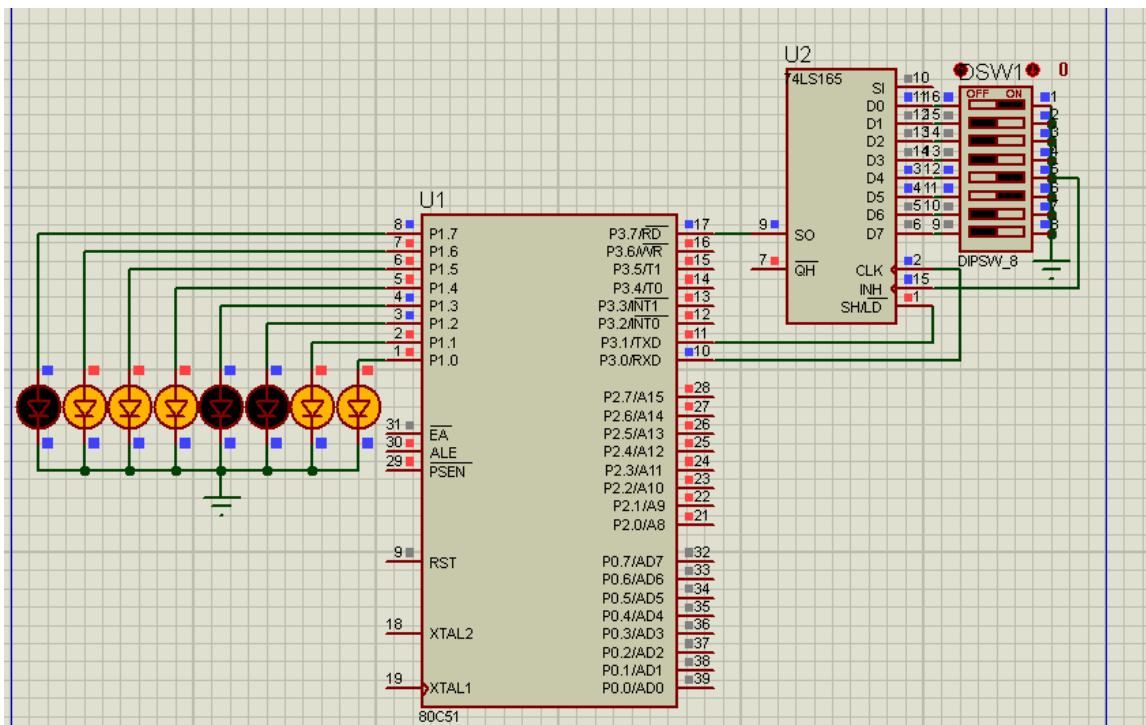 U2
74LS165
DSW1
0
OFF ON
SI 10
D0 11 16 1
D1 12 15 2
D2 13 14 3
D3 14 13 4
D4 3 12 5
D5 4 11 6
D6 5 10 7
D7 6 9 8
9 SO
7 QH
DIPSW_8
CLK 2
INH 15
SH/LD 1
U1
8 P1.7 P3.7/RD 17
7 P1.6 P3.6/WR 16
6 P1.5 P3.5/T1 15
5 P1.4 P3.4/T0 14
4 P1.3 P3.3/INT1 13
3 P1.2 P3.2/INT0 12
2 P1.1 P3.1/TXD 11
1 P1.0 P3.0/RXD 10
P2.7/A15 28
P2.6/A14 27
31 EA P2.5/A13 26
30 ALE P2.4/A12 25
29 PSEN P2.3/A11 24
P2.2/A10 23
P2.1/A9 22
P2.0/A8 21
9 RST P0.7/AD7 32
P0.6/AD6 33
P0.5/AD5 34
P0.4/AD4 35
18 XTAL2 P0.3/AD3 36
P0.2/AD2 37
P0.1/AD1 38
19 XTAL1 P0.0/AD0 39
80C51